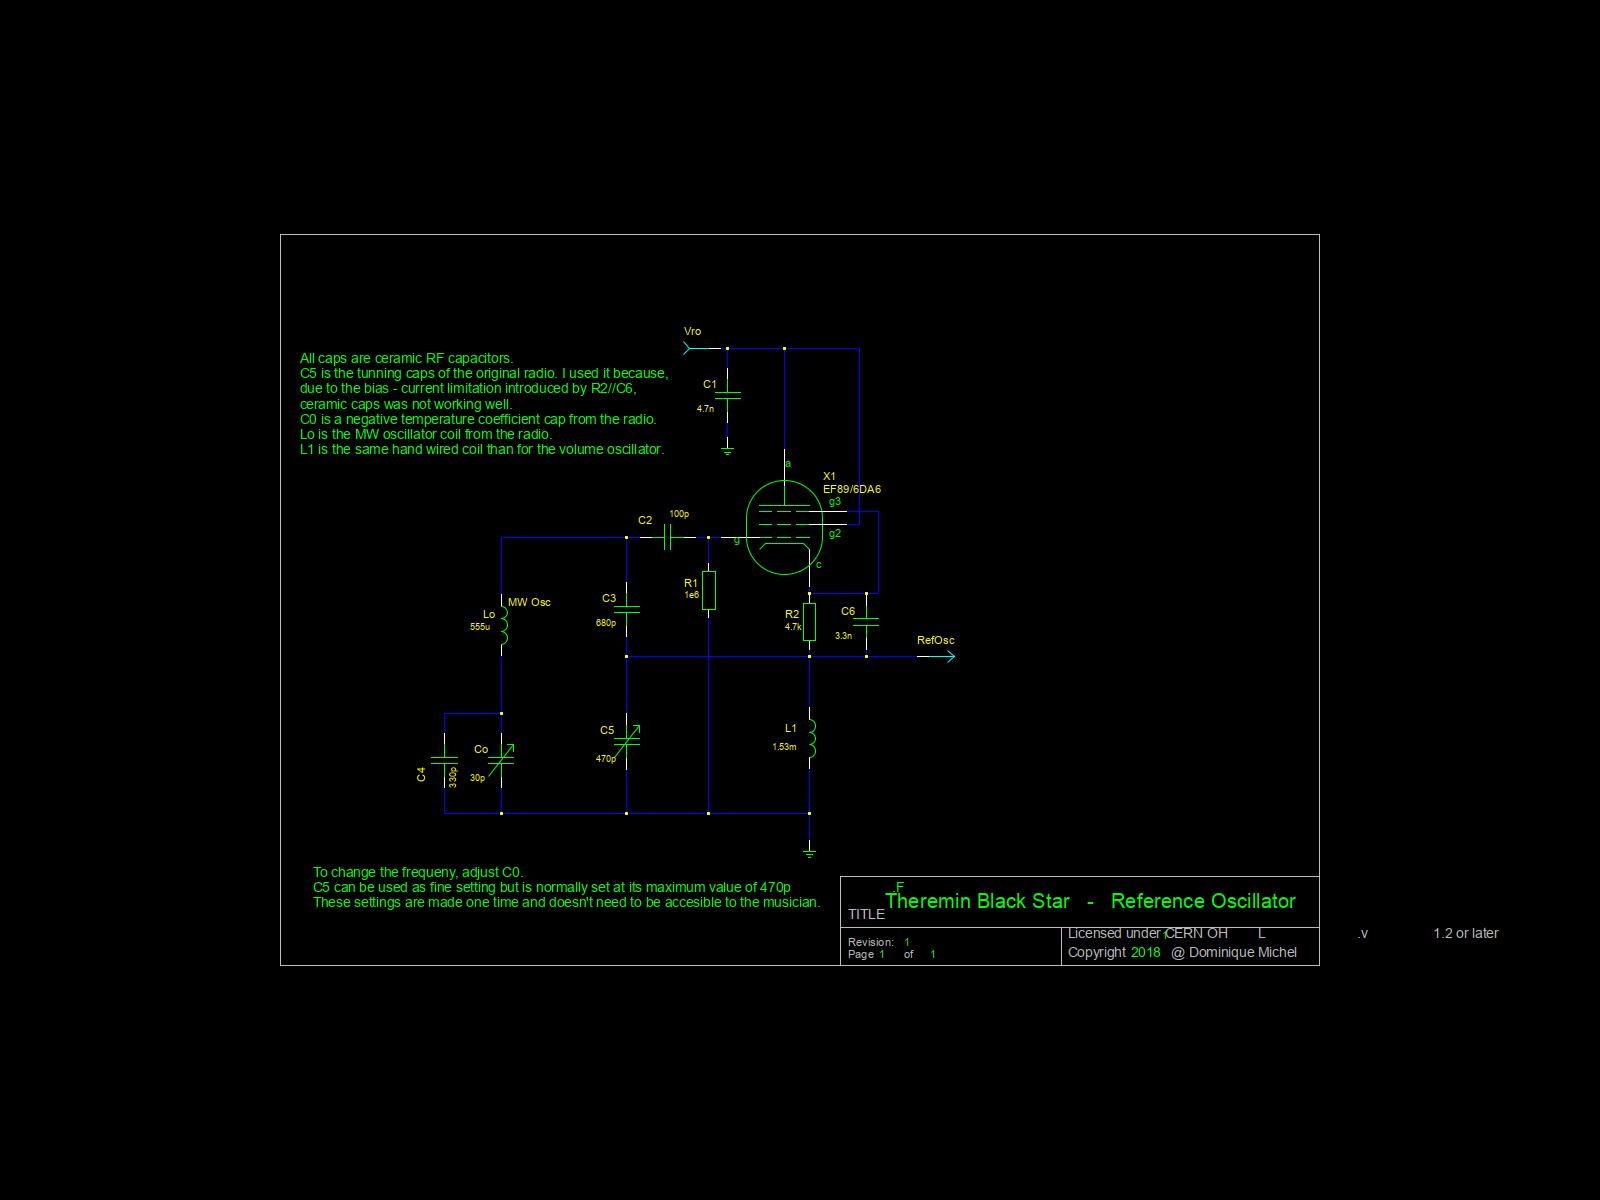 Vro
All caps are ceramic RF capacitors.
C5 is the tunning caps of the original radio. I used it because,
due to the bias - current limitation introduced by R2//C6,
ceramic caps was not working well.
C0 is a negative temperature coefficient cap from the radio.
Lo is the MW oscillator coil from the radio.
L1 is the same hand wired coil than for the volume oscillator.
C1
4.7n
a
X1
EF89/6DA6
g3
g2
g
c
C2
100p
R1
1e6
C3
680p
MW Osc
Lo
555u
R2
4.7k
C6
3.3n
RefOsc
C5
470p
L1
1.53m
C4
330p
Co
30p
To change the frequeny, adjust C0.
C5 can be used as fine setting but is normally set at its maximum value of 470p
These settings are made one time and doesn't need to be accesible to the musician.
.F
Theremin Black Star - Reference Oscillator
TITLE
Revision: 1
Page 1 of 1
Licensed under CERN OH L .v 1.2 or later
1
Copyright 2018 @ Dominique Michel